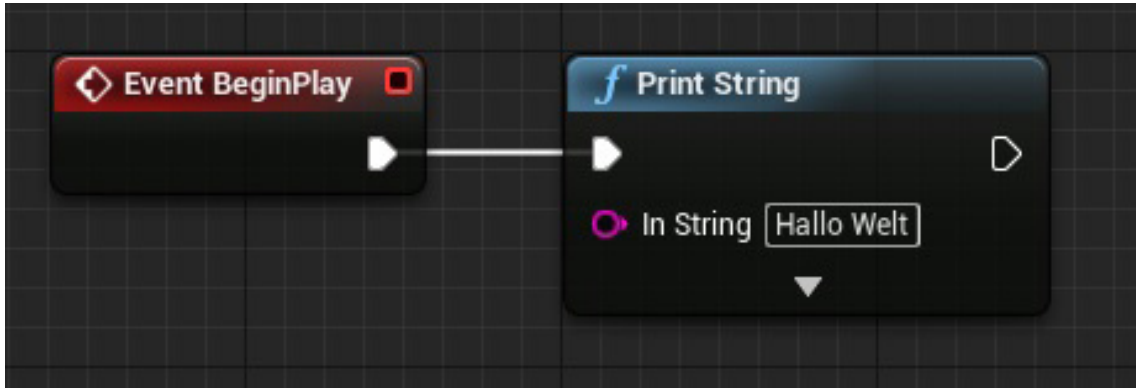 Event BeginPlay
f Print String
In String Hallo Welt